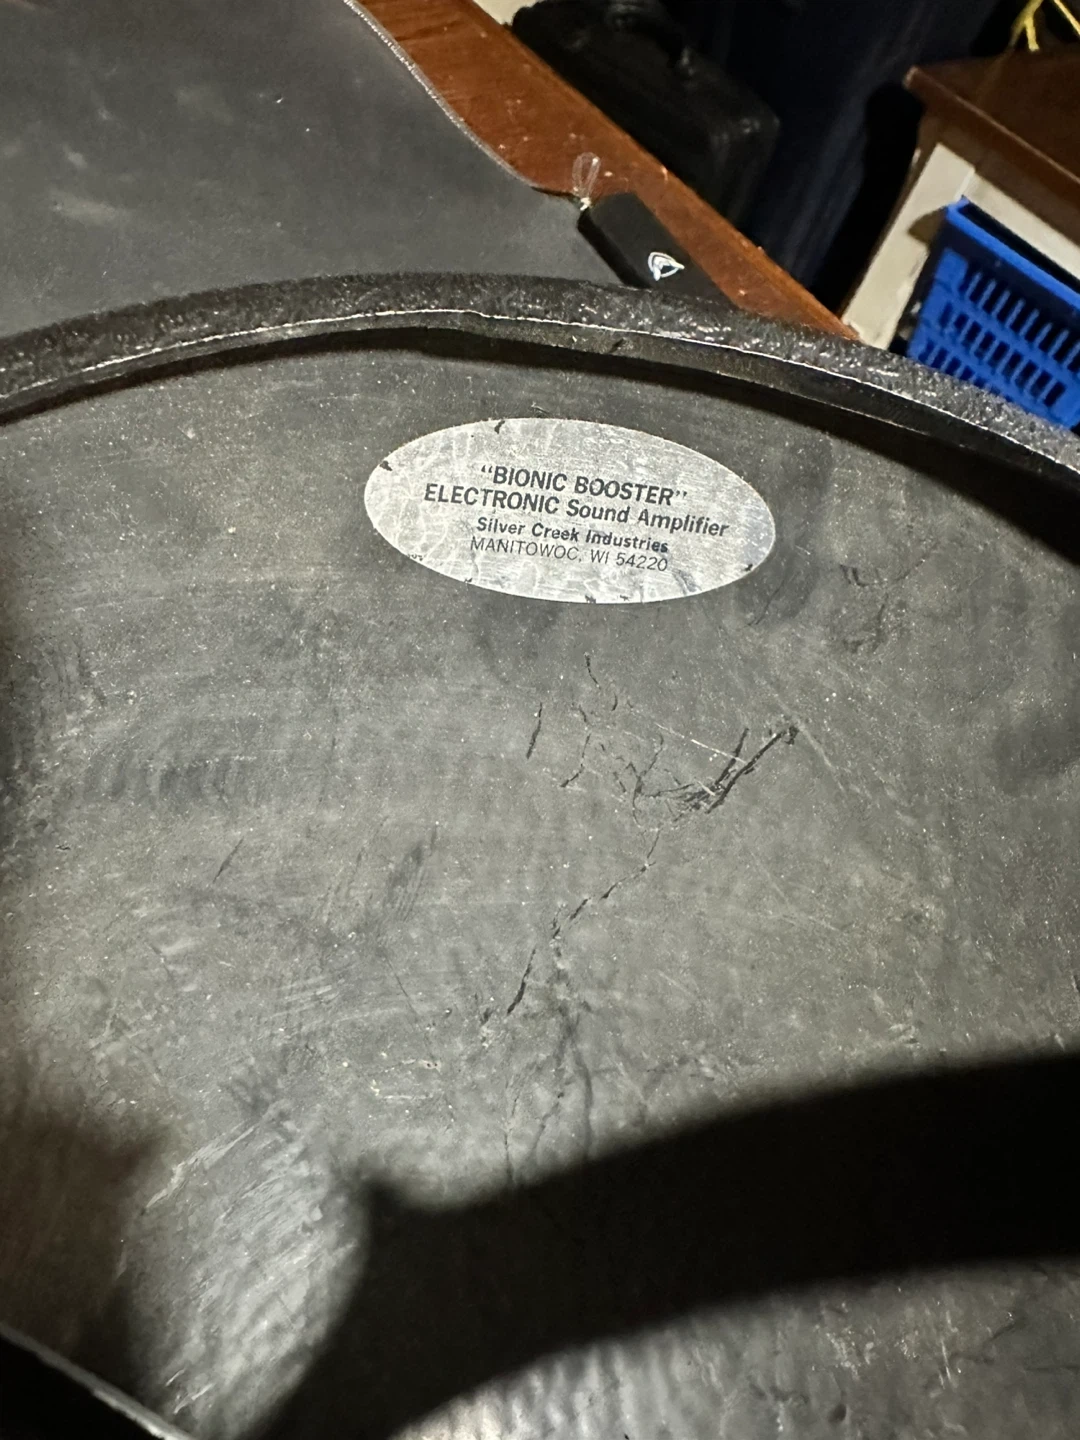 “BIONIC BOOSTER”
ELECTRONIC Sound Amplifier
Silver Creek Industries
MANITOWOC, WI 54220